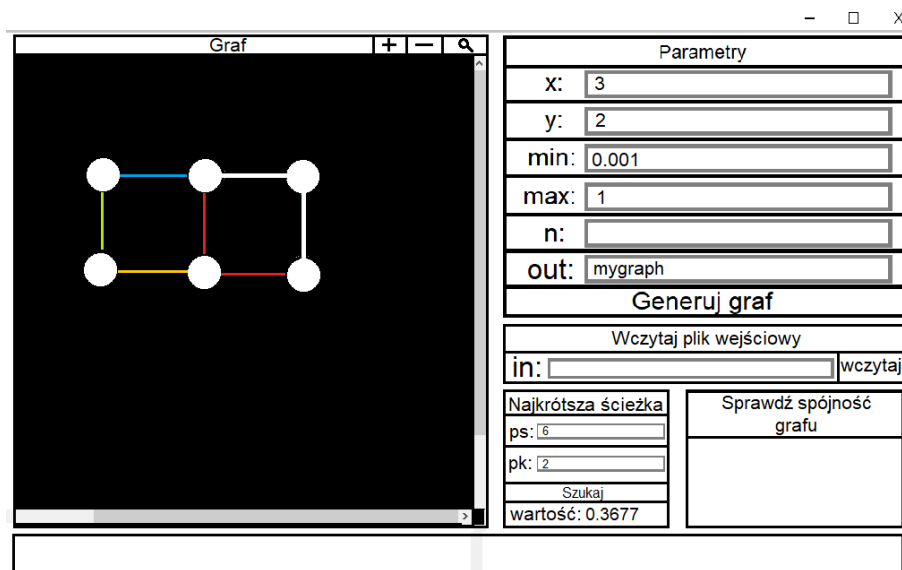 Graf
Parametry
x: 3
y: 2
min: 0.001
max: 1
n:
out: mygraph
Generuj graf
Wczytaj plik wejściowy
in: wczytaj
Najkrótsza ścieżka
ps: 6
pk: 2
Szukaj
wartość: 0.3677
Sprawdź spójność
grafu